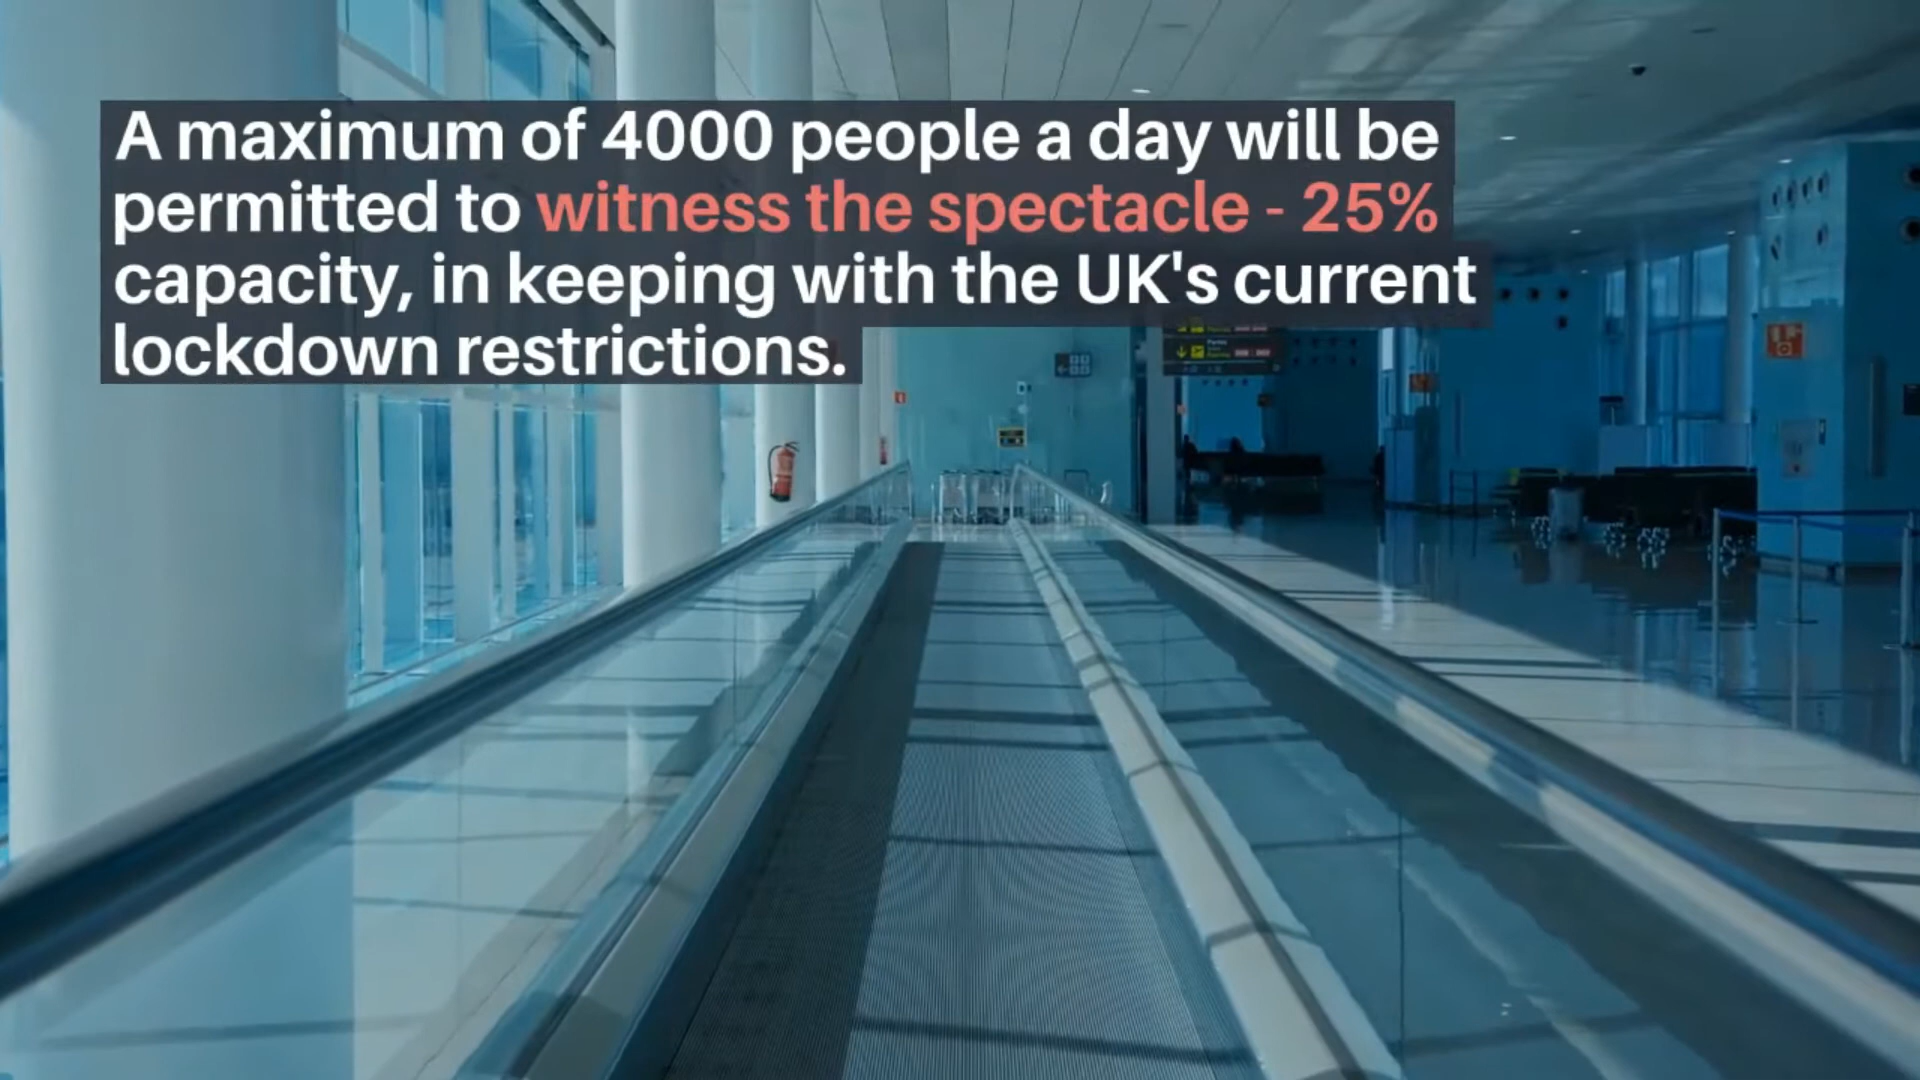 A maximum of 4000 people a day will be
permitted to witness the spectacle - 25%
capacity, in keeping with the UK's current
lockdown restrictions.